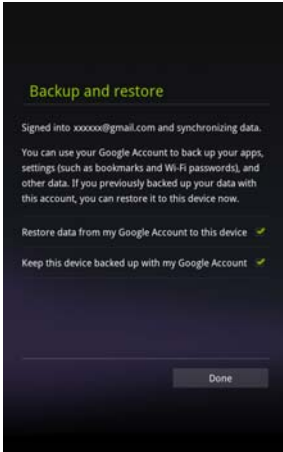 Backup and restore
Signed into xxxxxx@gmail.com and synchronizing data.
You can use your Google Account to back up your apps,
settings (such as bookmarks and Wi-Fi passwords), and
other data. If you previously backed up your data with
this account, you can restore it to this device now.
Restore data from my Google Account to this device
Keep this device backed up with my Google Account
Done